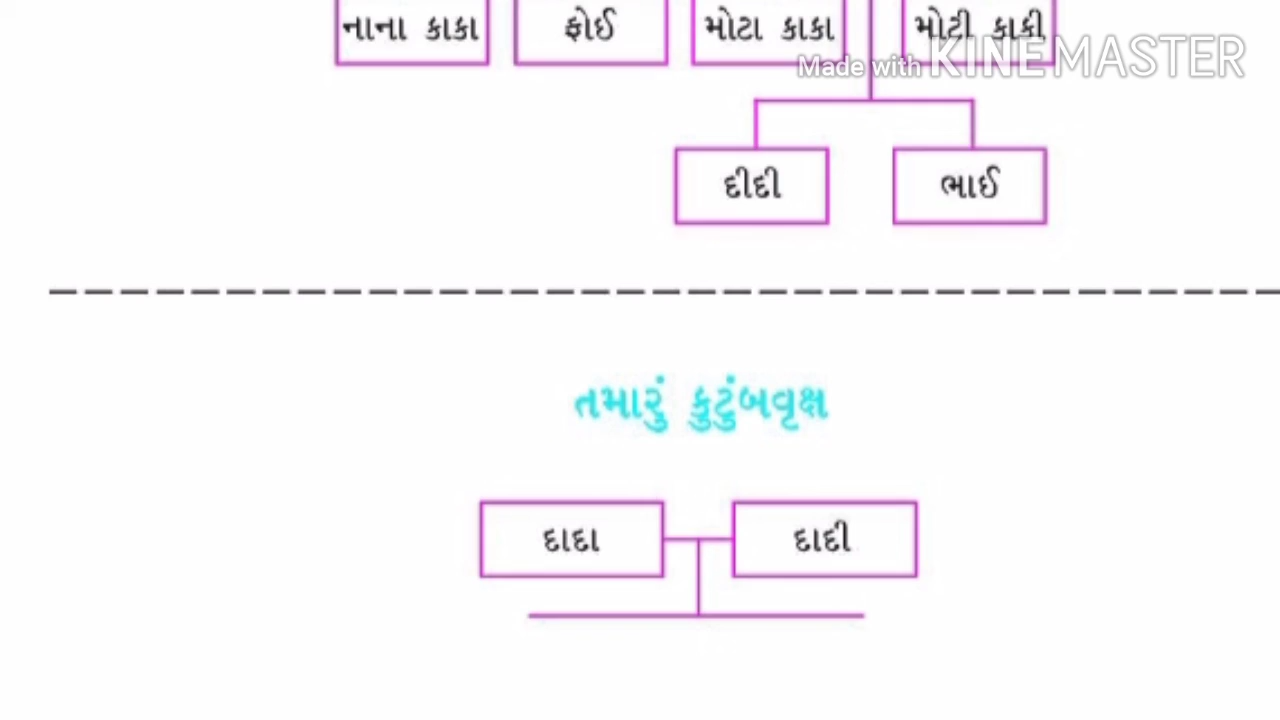 નાના કાકા ફોઈ મોટા કાકા મોટી કાકી
Made with KINEMASTER
દીદી ભાઈ
તમારું કુટુંબવૃક્ષ
દાદા દાદી